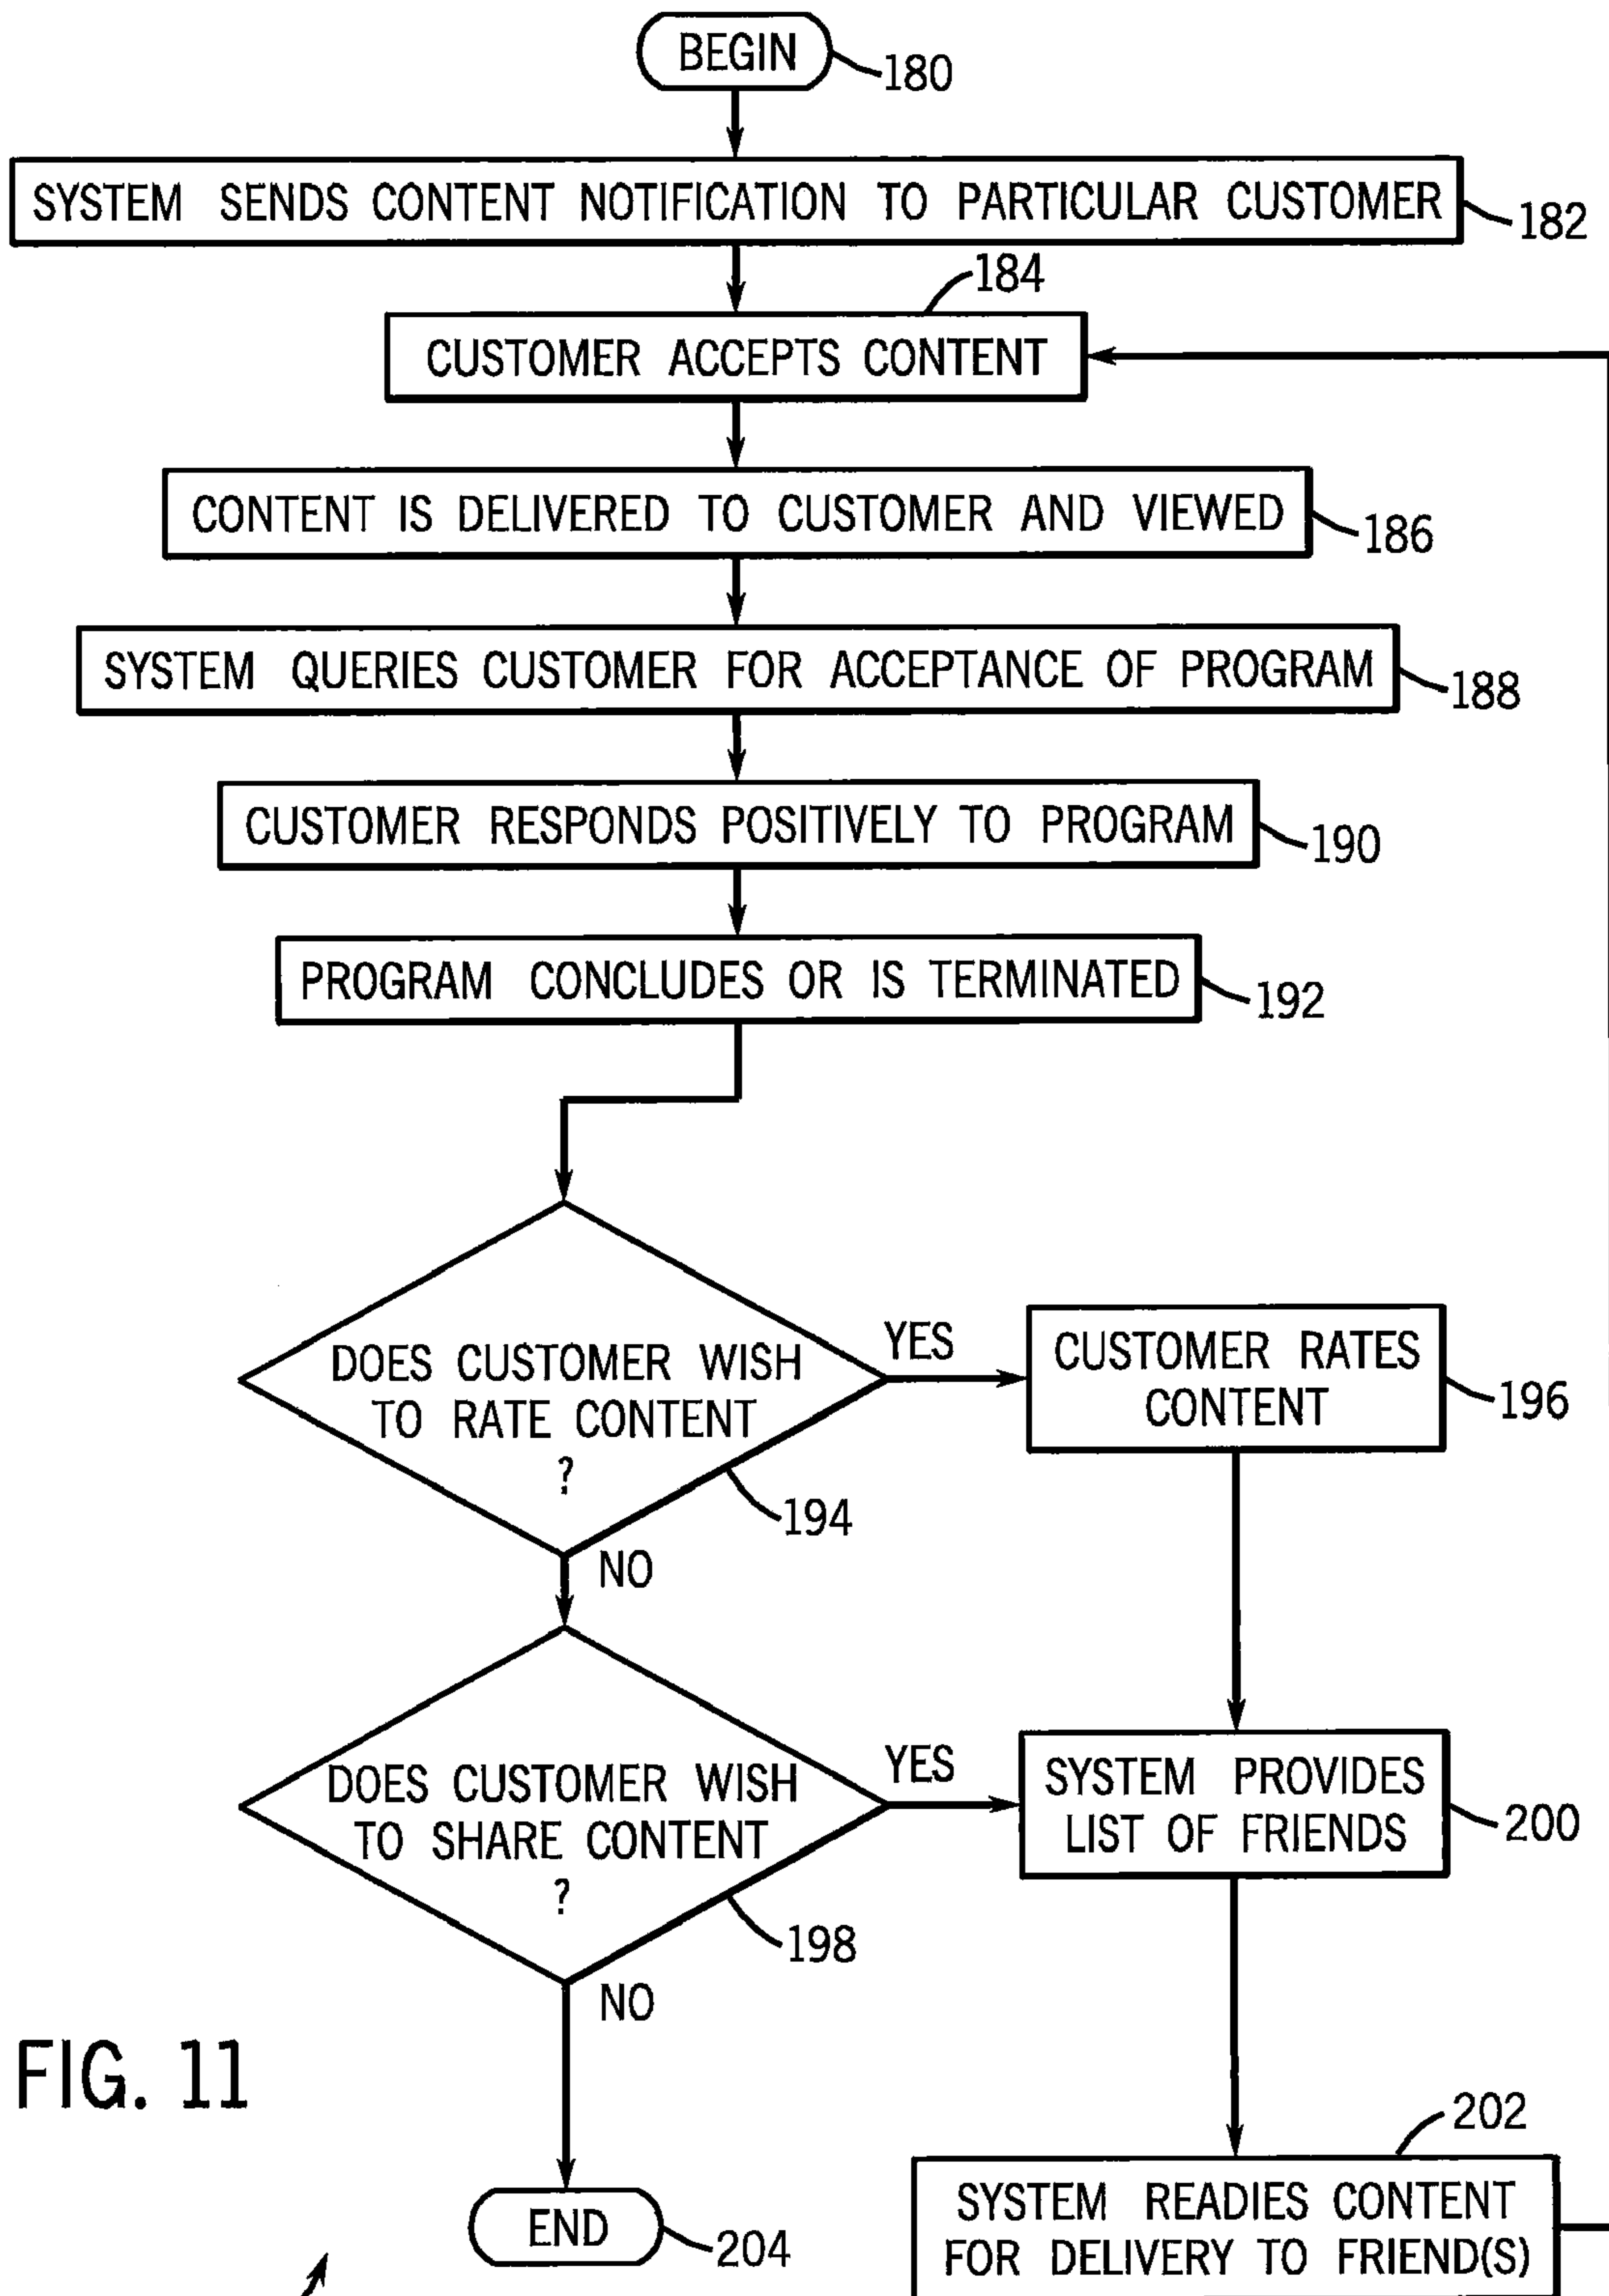 BEGIN
180
SYSTEM SENDS CONTENT NOTIFICATION TO PARTICULAR CUSTOMER
182
184
CUSTOMER ACCEPTS CONTENT
CONTENT IS DELIVERED TO CUSTOMER AND VIEWED
186
SYSTEM QUERIES CUSTOMER FOR ACCEPTANCE OF PROGRAM
188
CUSTOMER RESPONDS POSITIVELY TO PROGRAM
190
PROGRAM CONCLUDES OR IS TERMINATED
192
DOES CUSTOMER WISH
TO RATE CONTENT
?
194
YES
CUSTOMER RATES
CONTENT
196
NO
DOES CUSTOMER WISH
TO SHARE CONTENT
?
198
YES
SYSTEM PROVIDES
LIST OF FRIENDS
200
NO
FIG. 11
202
SYSTEM READIES CONTENT
FOR DELIVERY TO FRIEND(S)
END
204